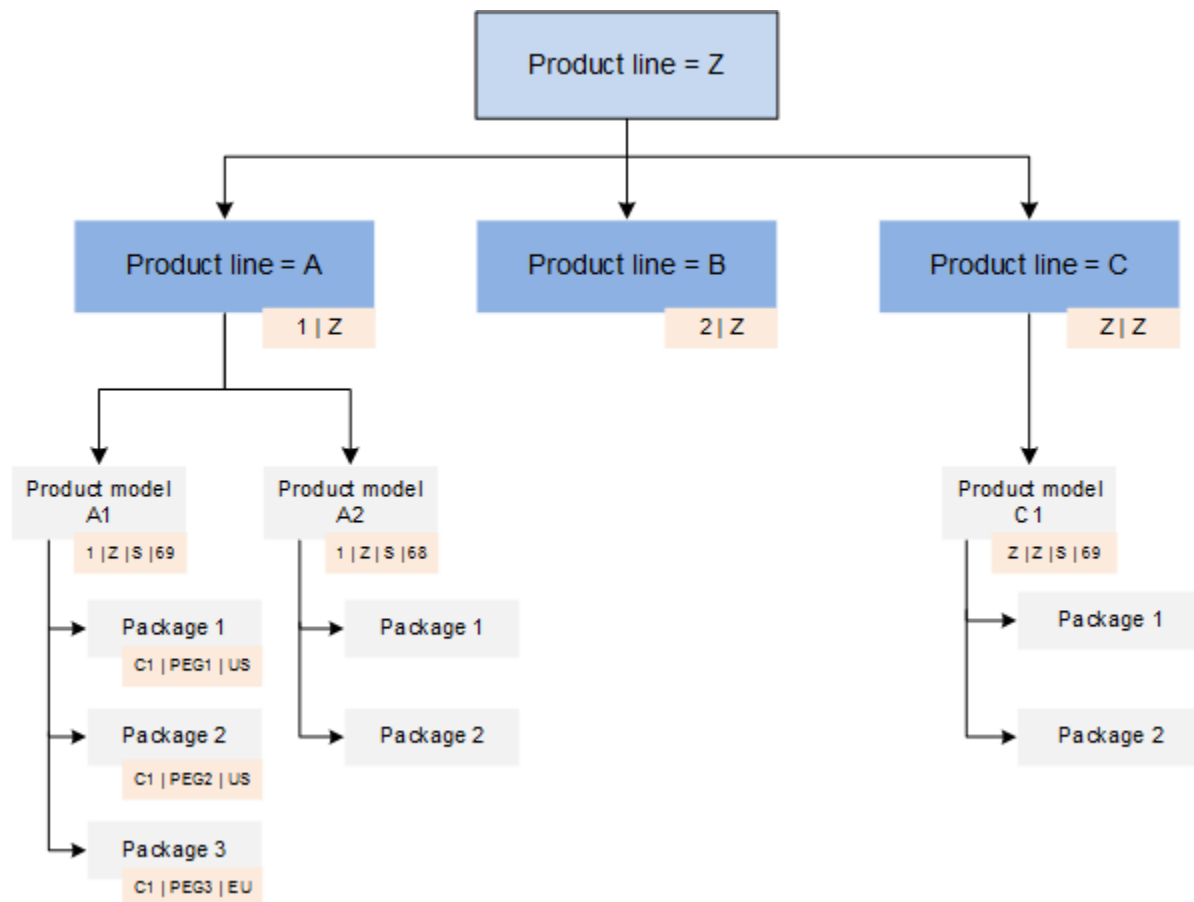 Product line = Z
Product line = A
1 | Z
Product line = B
2 | Z
Product line = C
Z | Z
Product model
A1
1 | Z | S | 69
Product model
A2
1 | Z | S | 68
Product model
C1
Z | Z | S | 69
Package 1
C1 | PEG1 | US
Package 2
C1 | PEG2 | US
Package 3
C1 | PEG3 | EU
Package 1
Package 2
Package 1
Package 2